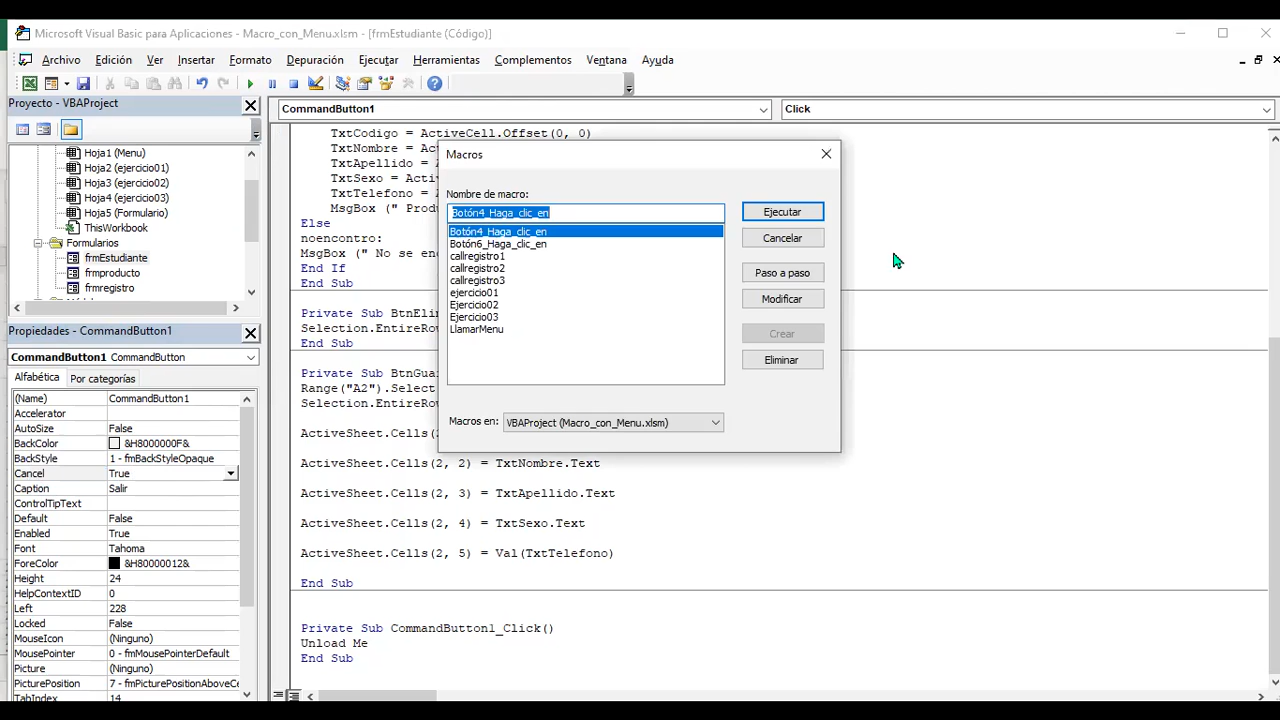 Microsoft Visual Basic para Aplicaciones - Macro_con_Menu.xlsm - [frmEstudiante (Código)]
Archivo Edición Ver Insertar Formato Depuración Ejecutar Herramientas Complementos Ventana Ayuda
Proyecto - VBAProject
Hoja1 (Menu)
Hoja2 (ejercicio01)
Hoja3 (ejercicio02)
Hoja4 (ejercicio03)
Hoja5 (Formulario)
ThisWorkbook
Formularios
frmEstudiante
frmproducto
frmregistro
Propiedades - CommandButton1
CommandButton1 CommandButton
Alfabética Por categorías
(Name) CommandButton1
Accelerator
AutoSize False
BackColor &H8000000F&
BackStyle 1 - fmBackStyleOpaque
Cancel True
Caption Salir
ControlTipText
Default False
Enabled True
Font Tahoma
ForeColor &H80000012&
Height 24
HelpContextID 0
Left 228
Locked False
MouseIcon (Ninguno)
MousePointer 0 - fmMousePointerDefault
Picture (Ninguno)
PicturePosition 7 - fmPicturePositionAboveCe
TabIndex 14
CommandButton1 Click
TxtCodigo = ActiveCell.Offset(0, 0)
TxtNombre = A
TxtApellido =
TxtSexo = Acti
TxtTelefono =
MsgBox (" Prod
Else
noencontro:
MsgBox (" No se en
End If
End Sub
Private Sub BtnEli
Selection.EntireRo
End Sub
Private Sub BtnGua
Range("A2").Select
Selection.EntireRo
ActiveSheet.Cells(2
ActiveSheet.Cells(2, 2) = TxtNombre.Text
ActiveSheet.Cells(2, 3) = TxtApellido.Text
ActiveSheet.Cells(2, 4) = TxtSexo.Text
ActiveSheet.Cells(2, 5) = Val(TxtTelefono)
End Sub
Private Sub CommandButton1_Click()
Unload Me
End Sub
Macros
Nombre de macro:
Botón4_Haga_clic_en
Botón4_Haga_clic_en
Botón6_Haga_clic_en
callregistro1
callregistro2
callregistro3
ejercicio01
Ejercicio02
Ejercicio03
LlamarMenu
Macros en: VBAProject (Macro_con_Menu.xlsm)
Ejecutar
Cancelar
Paso a paso
Modificar
Crear
Eliminar